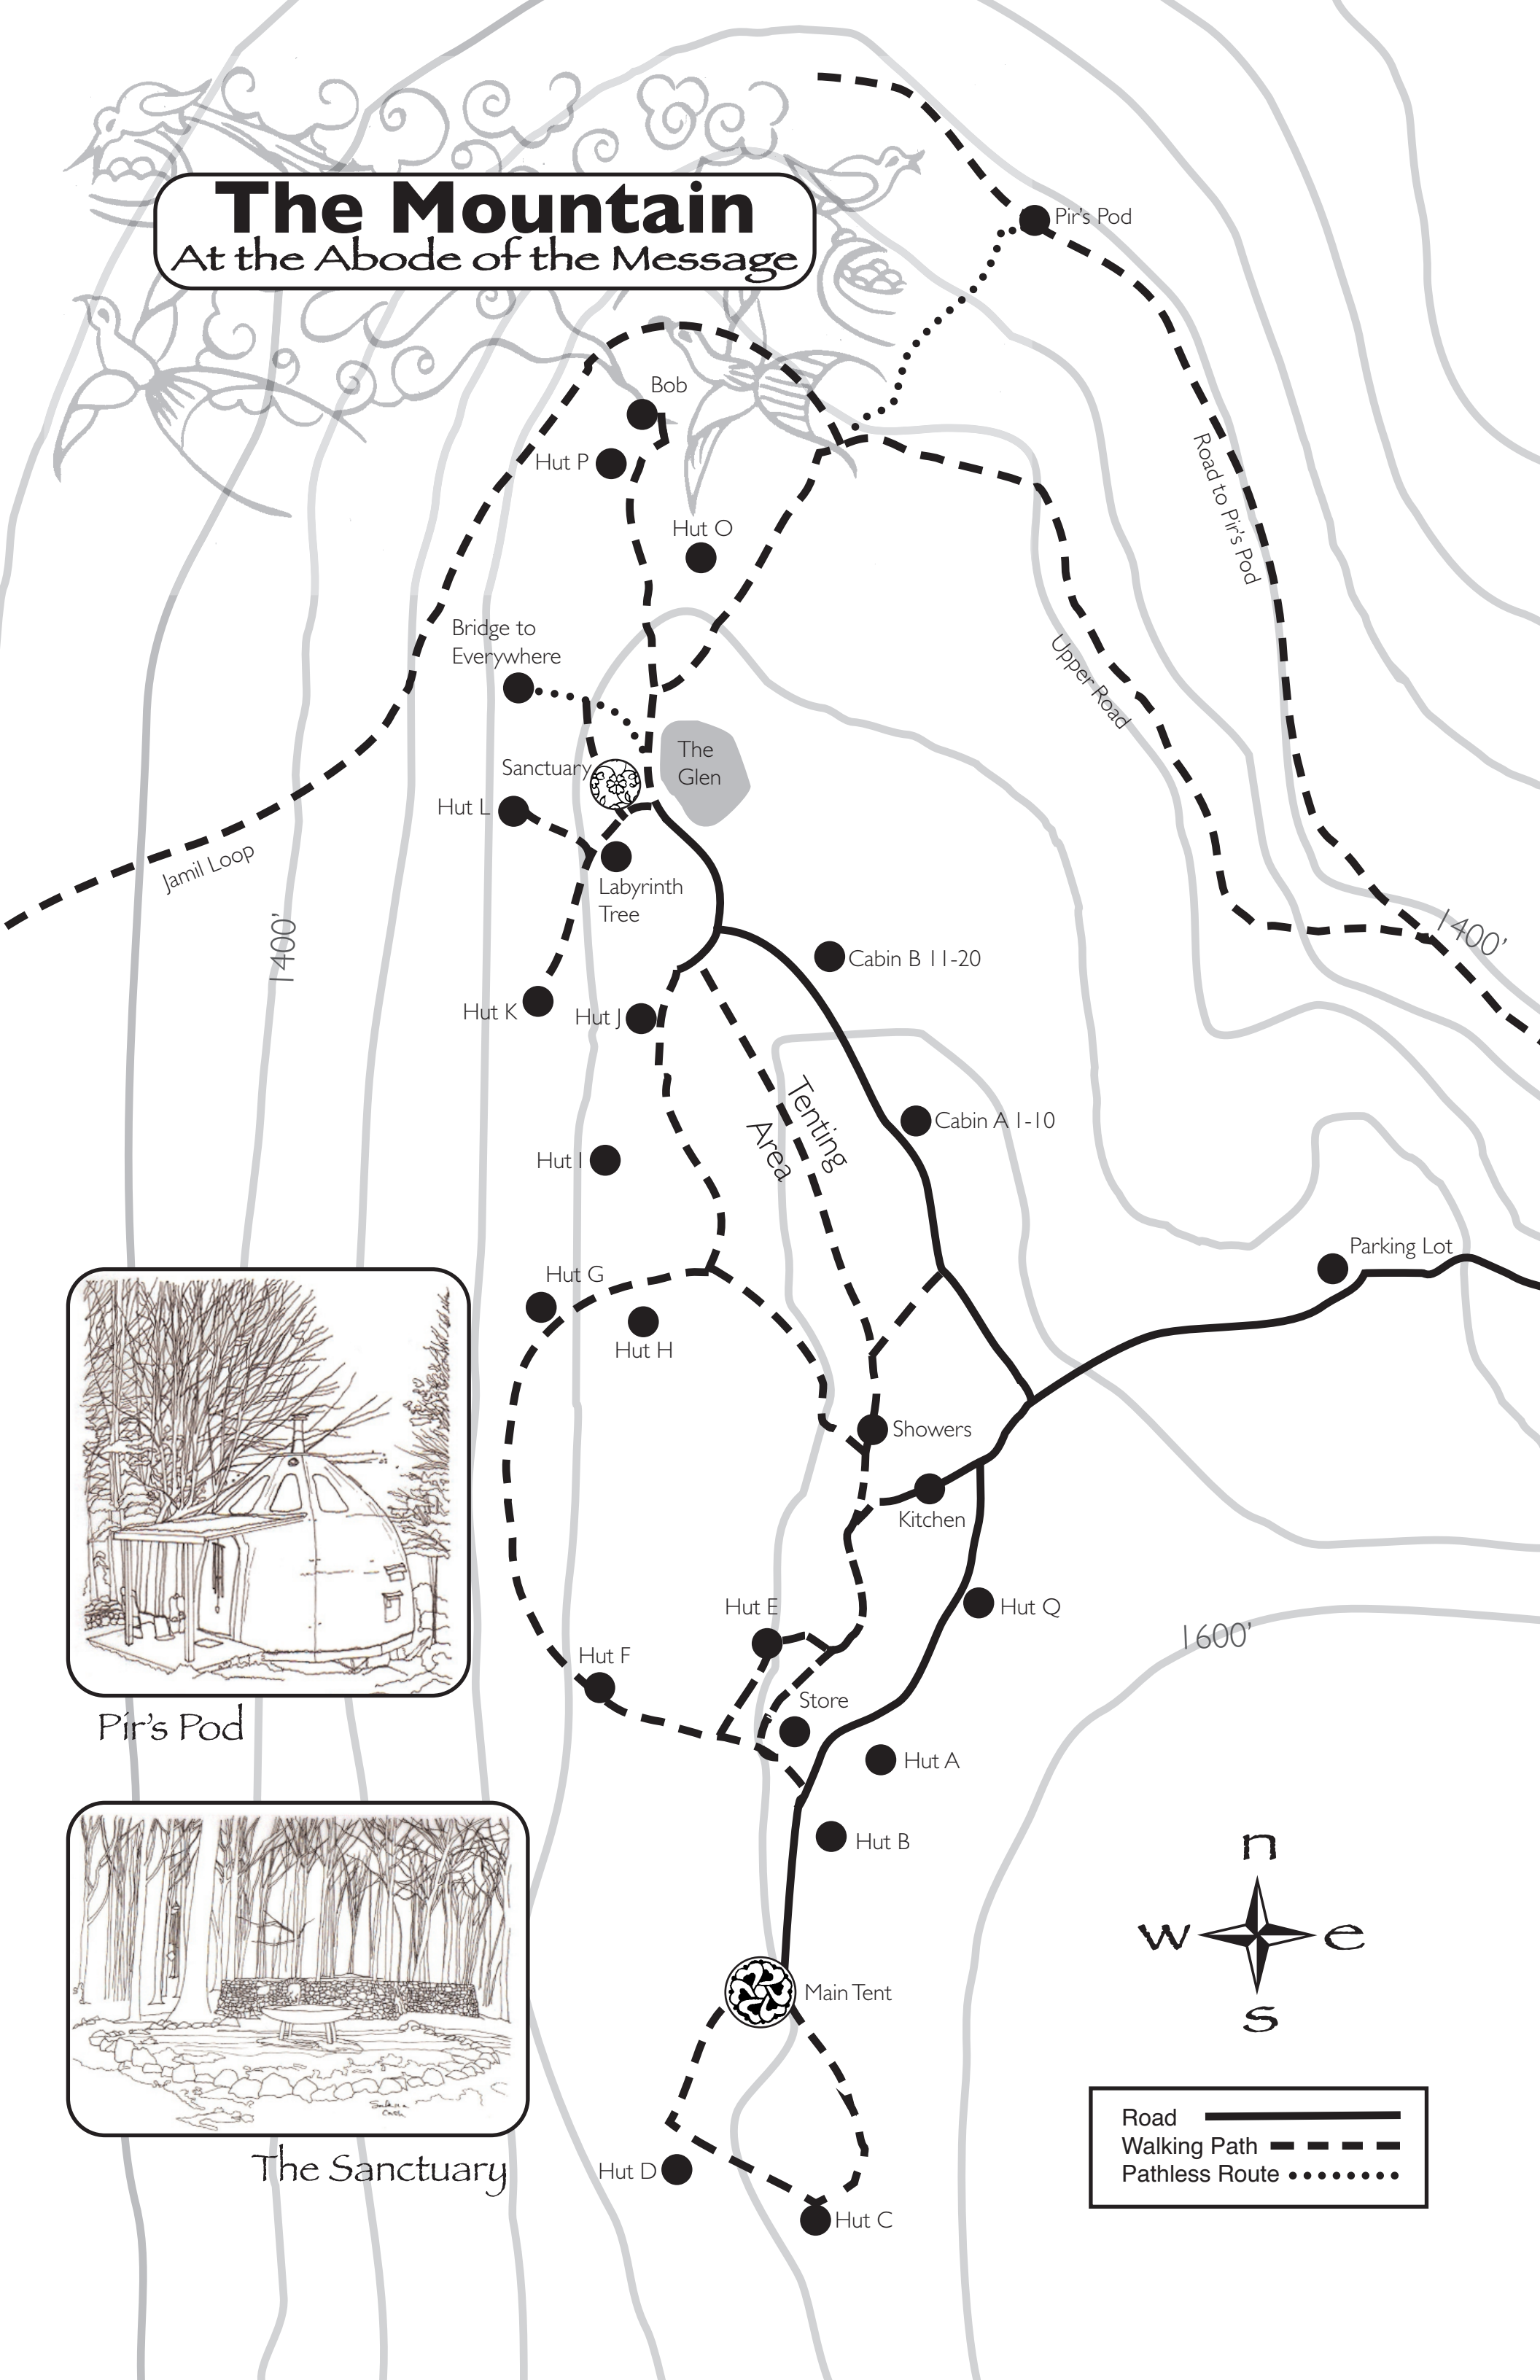 The Mountain
At the Abode of the Message
Pir's Pod
Bob
Hut P
Road to Pir's Pod
Hut O
Bridge to
Everywhere
Upper Road
The
Glen
Sanctuary
Hut L
Jamil Loop
Labyrinth
Tree
1400'
1400'
Cabin B 11-20
Hut K
Hut J
Tenting
Area
Cabin A 1-10
Hut I
Parking Lot
Hut G
Hut H
Showers
Kitchen
Hut E
Hut Q
1600'
Hut F
Store
Pir's Pod
Hut A
Hut B
n
w
e
s
Main Tent
The Sanctuary
Hut D
Hut C
Road
Walking Path
Pathless Route